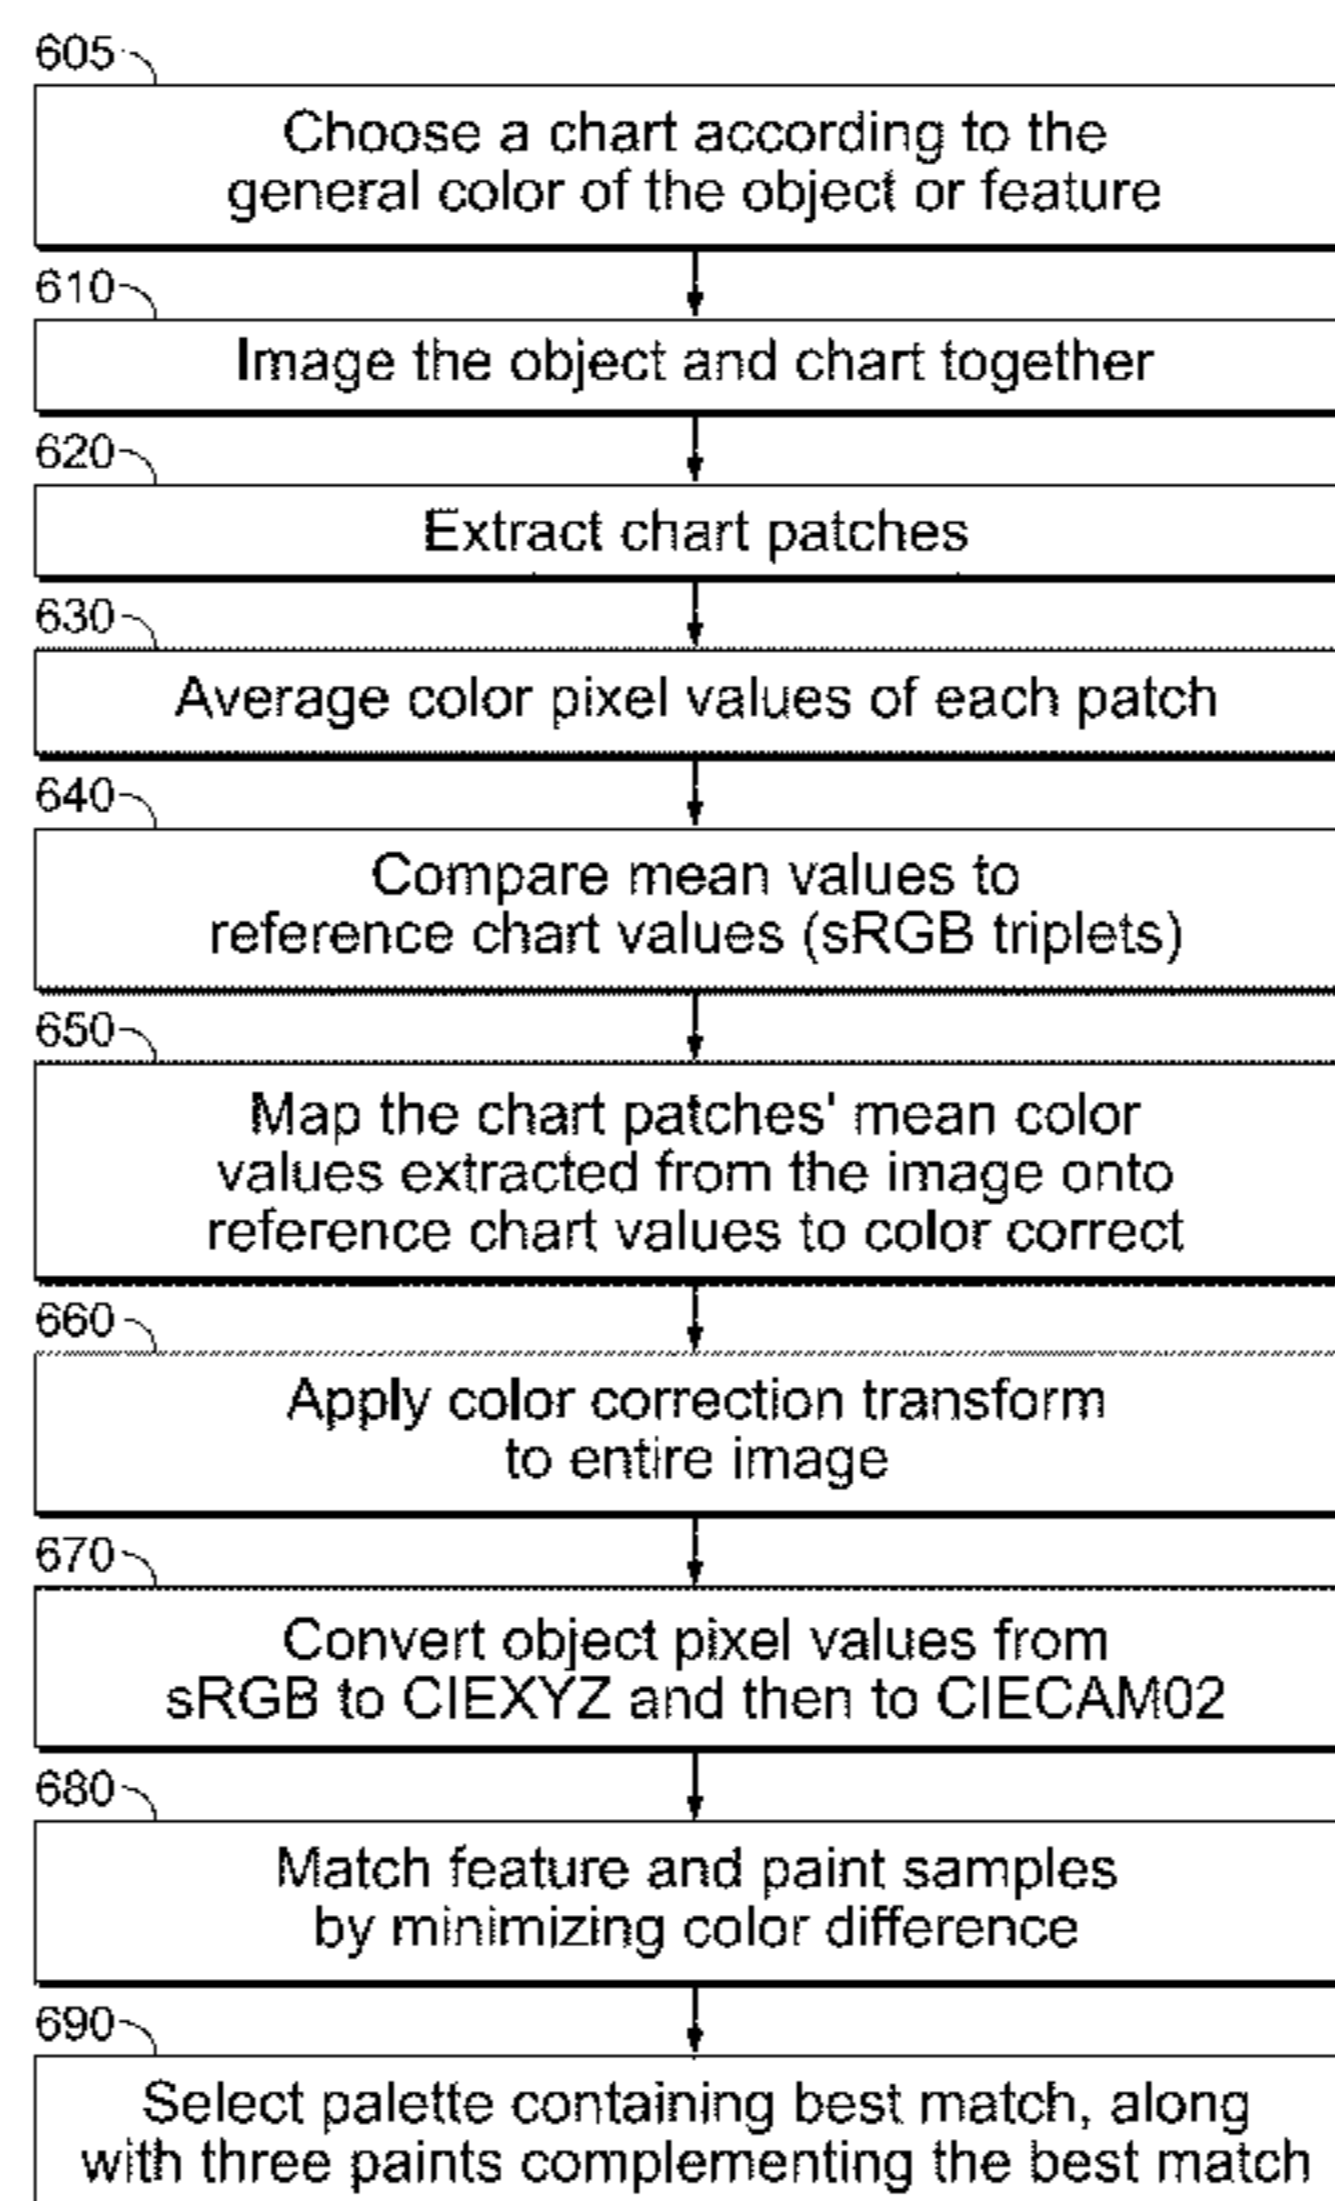 605
Choose a chart according to the
general color of the object or feature
610
Image the object and chart together
620
Extract chart patches
630
Average color pixel values of each patch
640
Compare mean values to
reference chart values (sRGB triplets)
650
Map the chart patches' mean color
values extracted from the image onto
reference chart values to color correct
660
Apply color correction transform
to entire image
670
Convert object pixel values from
sRGB to CIEXYZ and then to CIECAM02
680
Match feature and paint samples
by minimizing color difference
690
Select palette containing best match, along
with three paints complementing the best match